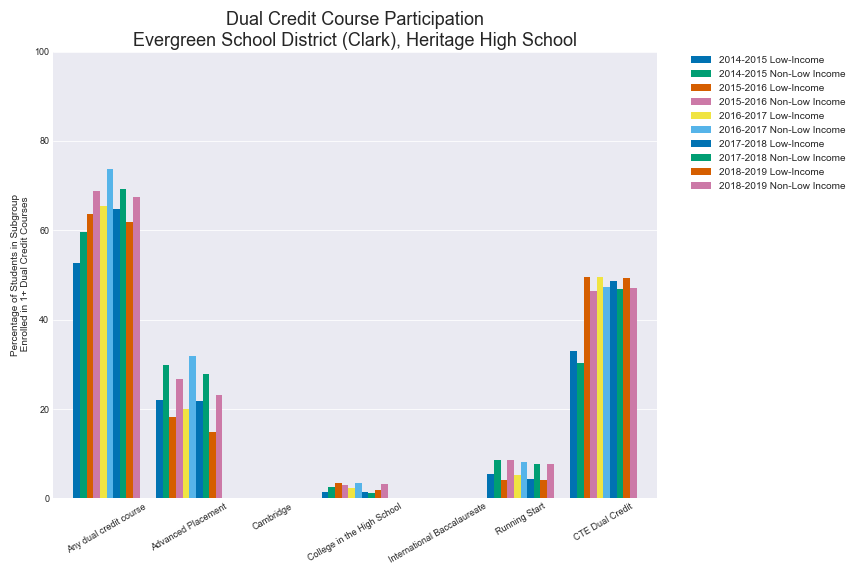 Dual Credit Course Participation
Evergreen School District (Clark), Heritage High School
Percentage of Students in Subgroup
Enrolled in 1+ Dual Credit Courses
100
80
60
40
20
0
Any dual credit course
Advanced Placement
Cambridge
College in the High School
International Baccalaureate
Running Start
CTE Dual Credit
2014-2015 Low-Income
2014-2015 Non-Low Income
2015-2016 Low-Income
2015-2016 Non-Low Income
2016-2017 Low-Income
2016-2017 Non-Low Income
2017-2018 Low-Income
2017-2018 Non-Low Income
2018-2019 Low-Income
2018-2019 Non-Low Income